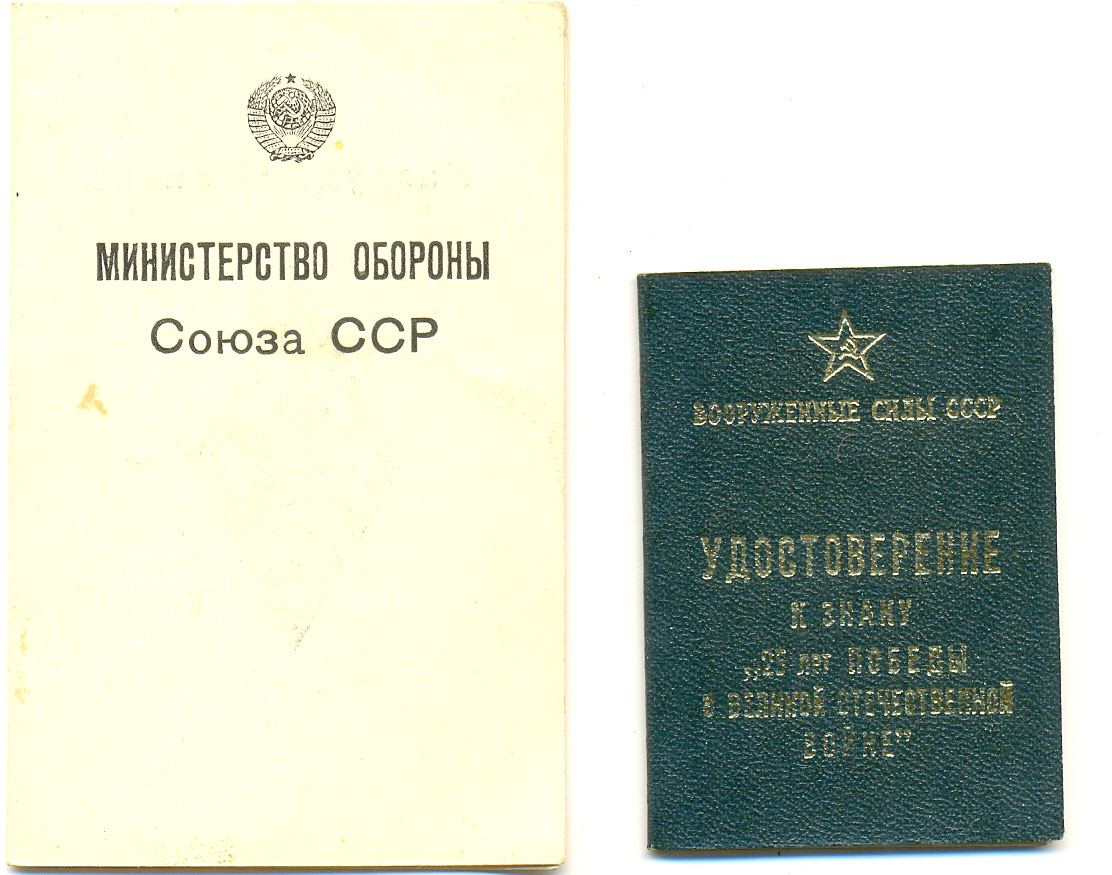 МИНИСТЕРСТВО ОБОРОНЫ
Союза ССР
ВООРУЖЕННЫЕ СИЛЫ СССР
УДОСТОВЕРЕНИЕ
К ЗНАКУ
„25 лет ПОБЕДЫ
в ВЕЛИКОЙ ОТЕЧЕСТВЕННОЙ
ВОЙНЕ”